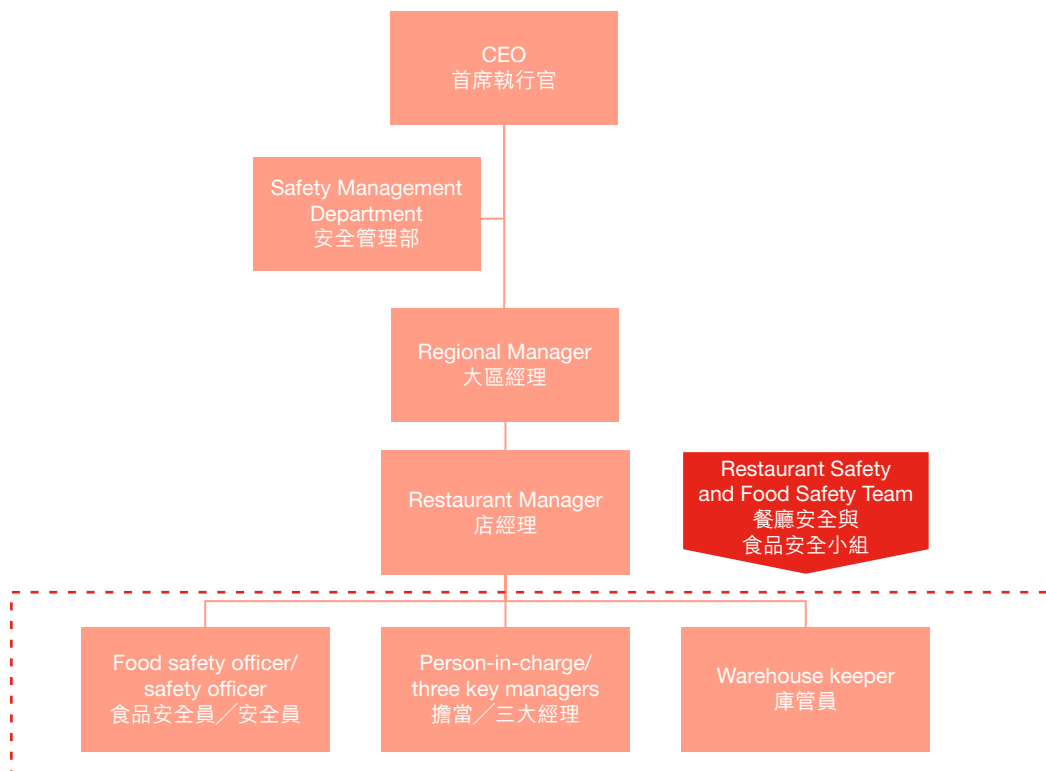 CEO
首席執行官
Safety Management
Department
安全管理部
Regional Manager
大區經理
Restaurant Manager
店經理
Restaurant Safety
and Food Safety Team
餐廳安全與
食品安全小組
Food safety officer/
safety officer
食品安全員／安全員
Person-in-charge/
three key managers
擔當／三大經理
Warehouse keeper
庫管員